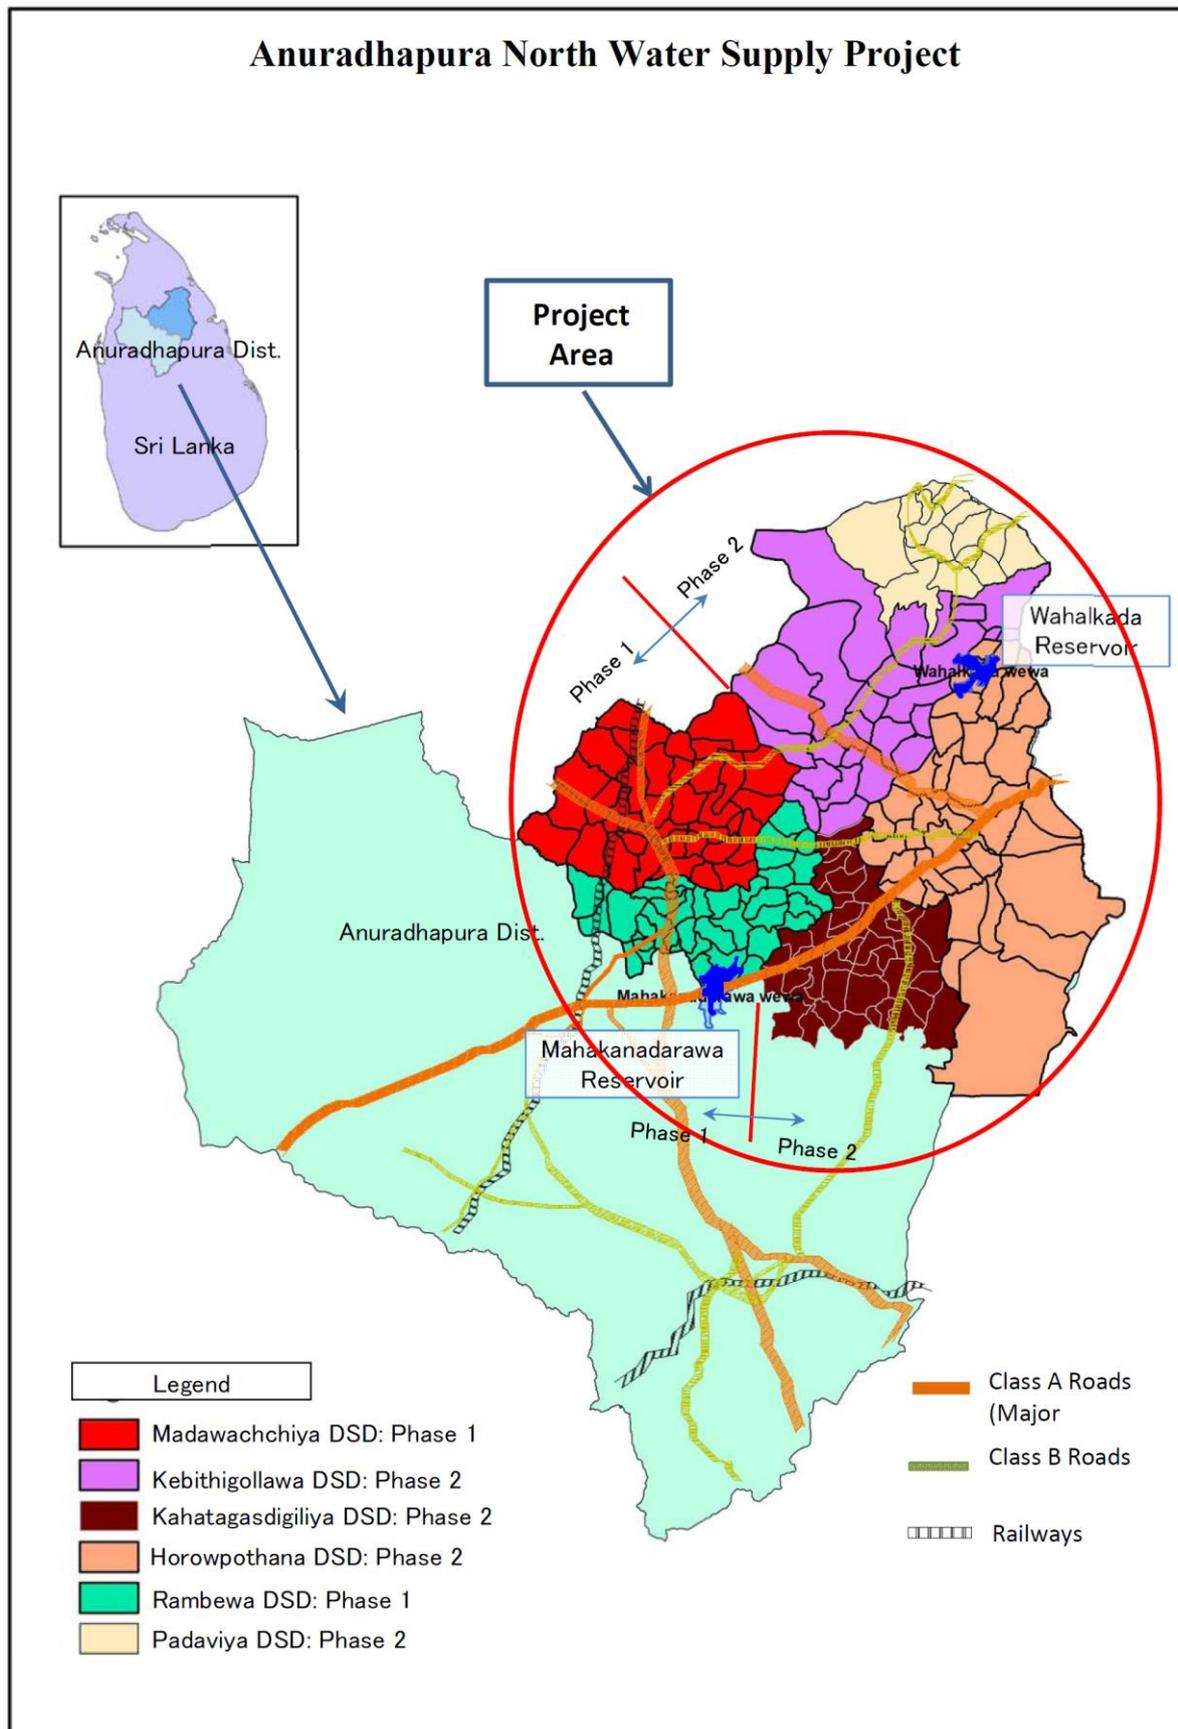 Anuradhapura North Water Supply Project
Anuradhapura Dist.
Sri Lanka
Project
Area
Phase 2
Phase 1
Wahalkada
Reservoir
Anuradhapura Dist.
Mahakanadarawa
Reservoir
Phase 1
Phase 2
Legend
Madawachchiya DSD: Phase 1
Kebithigollawa DSD: Phase 2
Kahatagasdigiliya DSD: Phase 2
Horowpothana DSD: Phase 2
Rambewa DSD: Phase 1
Padaviya DSD: Phase 2
Class A Roads
(Major
Class B Roads
Railways